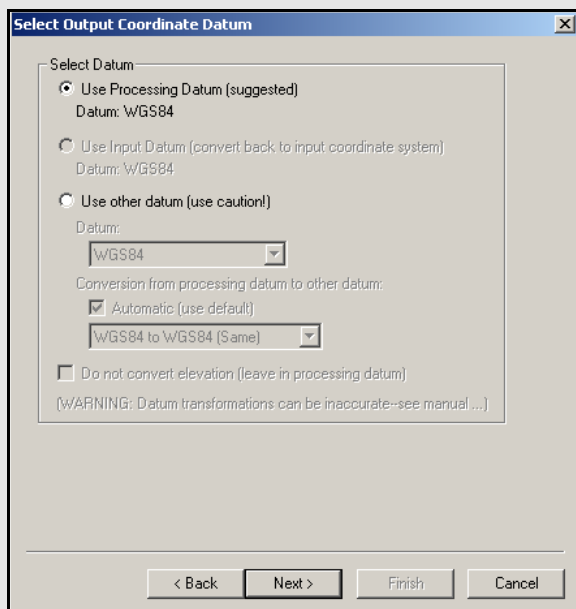 Select Output Coordinate Datum
Select Datum
Use Processing Datum (suggested)
Datum: WGS84
Use Input Datum (convert back to input coordinate system)
Datum: WGS84
Use other datum (use caution!)
Datum:
WGS84
Conversion from processing datum to other datum:
Automatic (use default)
WGS84 to WGS84 (Same)
Do not convert elevation (leave in processing datum)
(WARNING: Datum transformations can be inaccurate--see manual ...)
< Back Next > Finish Cancel